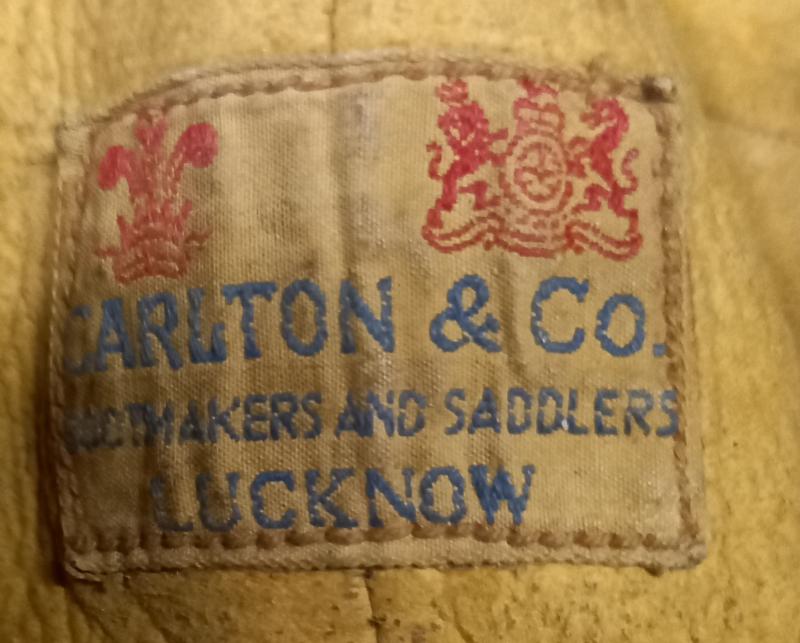 CARLTON & Co.
BOOTMAKERS AND SADDLERS
LUCKNOW